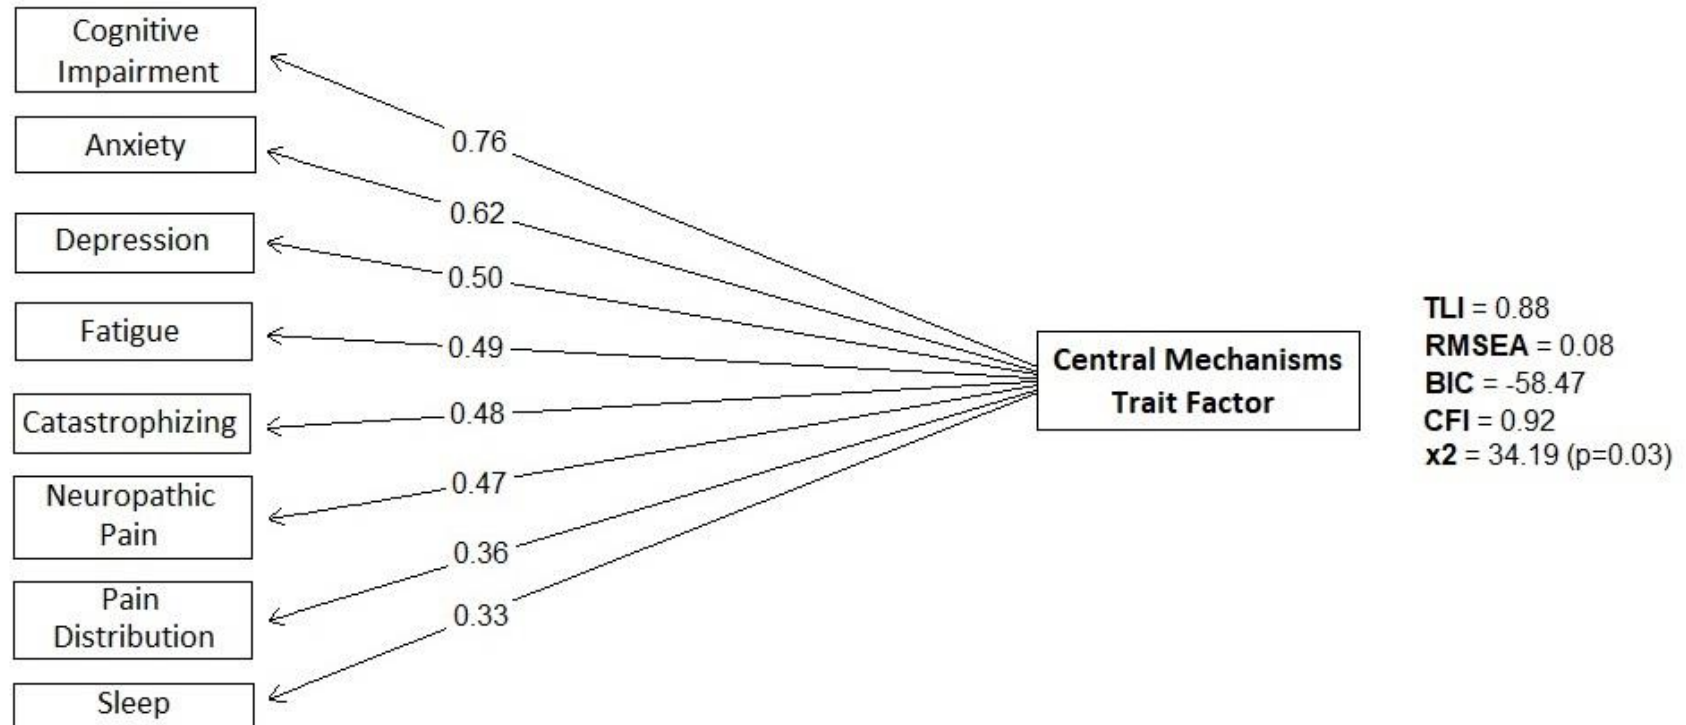 Cognitive
Impairment
Anxiety
Depression
Fatigue
Catastrophizing
Neuropathic
Pain
Pain
Distribution
Sleep
0.76
0.62
0.50
0.49
0.48
0.47
0.36
0.33
Central Mechanisms
Trait Factor
TLI = 0.88
RMSEA = 0.08
BIC = -58.47
CFI = 0.92
x2 = 34.19 (p=0.03)